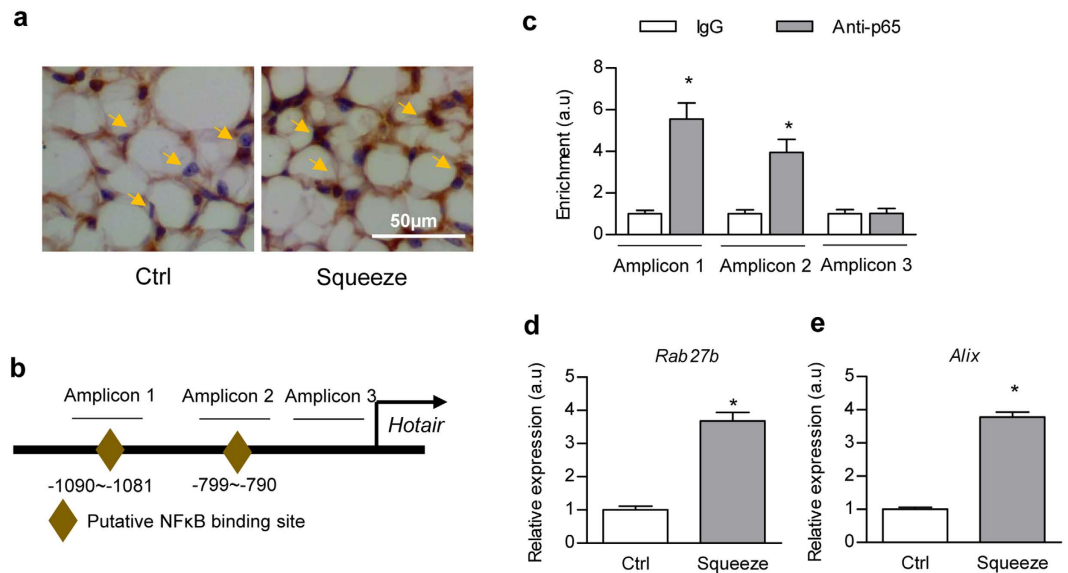 a
50μm
Ctrl
Squeeze
b
Amplicon 1
Amplicon 2
Amplicon 3
Hotair
-1090~-1081
-799~-790
Putative NFκB binding site
c
IgG
Anti-p65
Enrichment (a.u)
8
6
4
2
0
*
*
Amplicon 1
Amplicon 2
Amplicon 3
d
Rab27b
Relative expression (a.u)
5
4
3
2
1
0
*
Ctrl
Squeeze
e
Alix
Relative expression (a.u)
5
4
3
2
1
0
*
Ctrl
Squeeze